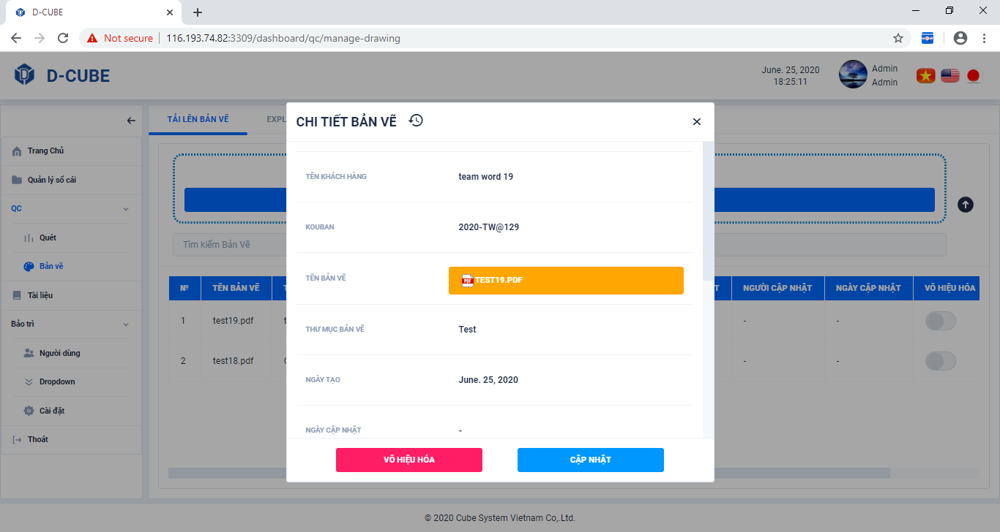 D-CUBE
Not secure
116.193.74.82:3309/dashboard/qc/manage-drawing
D-CUBE
June. 25, 2020
18:25:11
Admin
Admin
TẢI LÊN BẢN VẼ
EXPL
Trang Chủ
Quản lý sổ cái
QC
Quét
Bản vẽ
Tài liệu
Bảo trì
Người dùng
Dropdown
Cài đặt
Thoát
Tìm kiếm Bản Vẽ
Nº
TÊN BẢN VẼ
T
T
NGƯỜI CẬP NHẬT
NGÀY CẬP NHẬT
VÔ HIỆU HÓA
1
test19.pdf
t
-
-
2
test18.pdf
-
-
CHI TIẾT BẢN VẼ
TÊN KHÁCH HÀNG
team word 19
KOUBAN
2020-TW@129
TÊN BẢN VẼ
PDF
TEST19.PDF
THƯ MỤC BẢN VẼ
Test
NGÀY TẠO
June. 25, 2020
NGÀY CẬP NHẬT
-
VÔ HIỆU HÓA
CẬP NHẬT
© 2020 Cube System Vietnam Co,.Ltd.